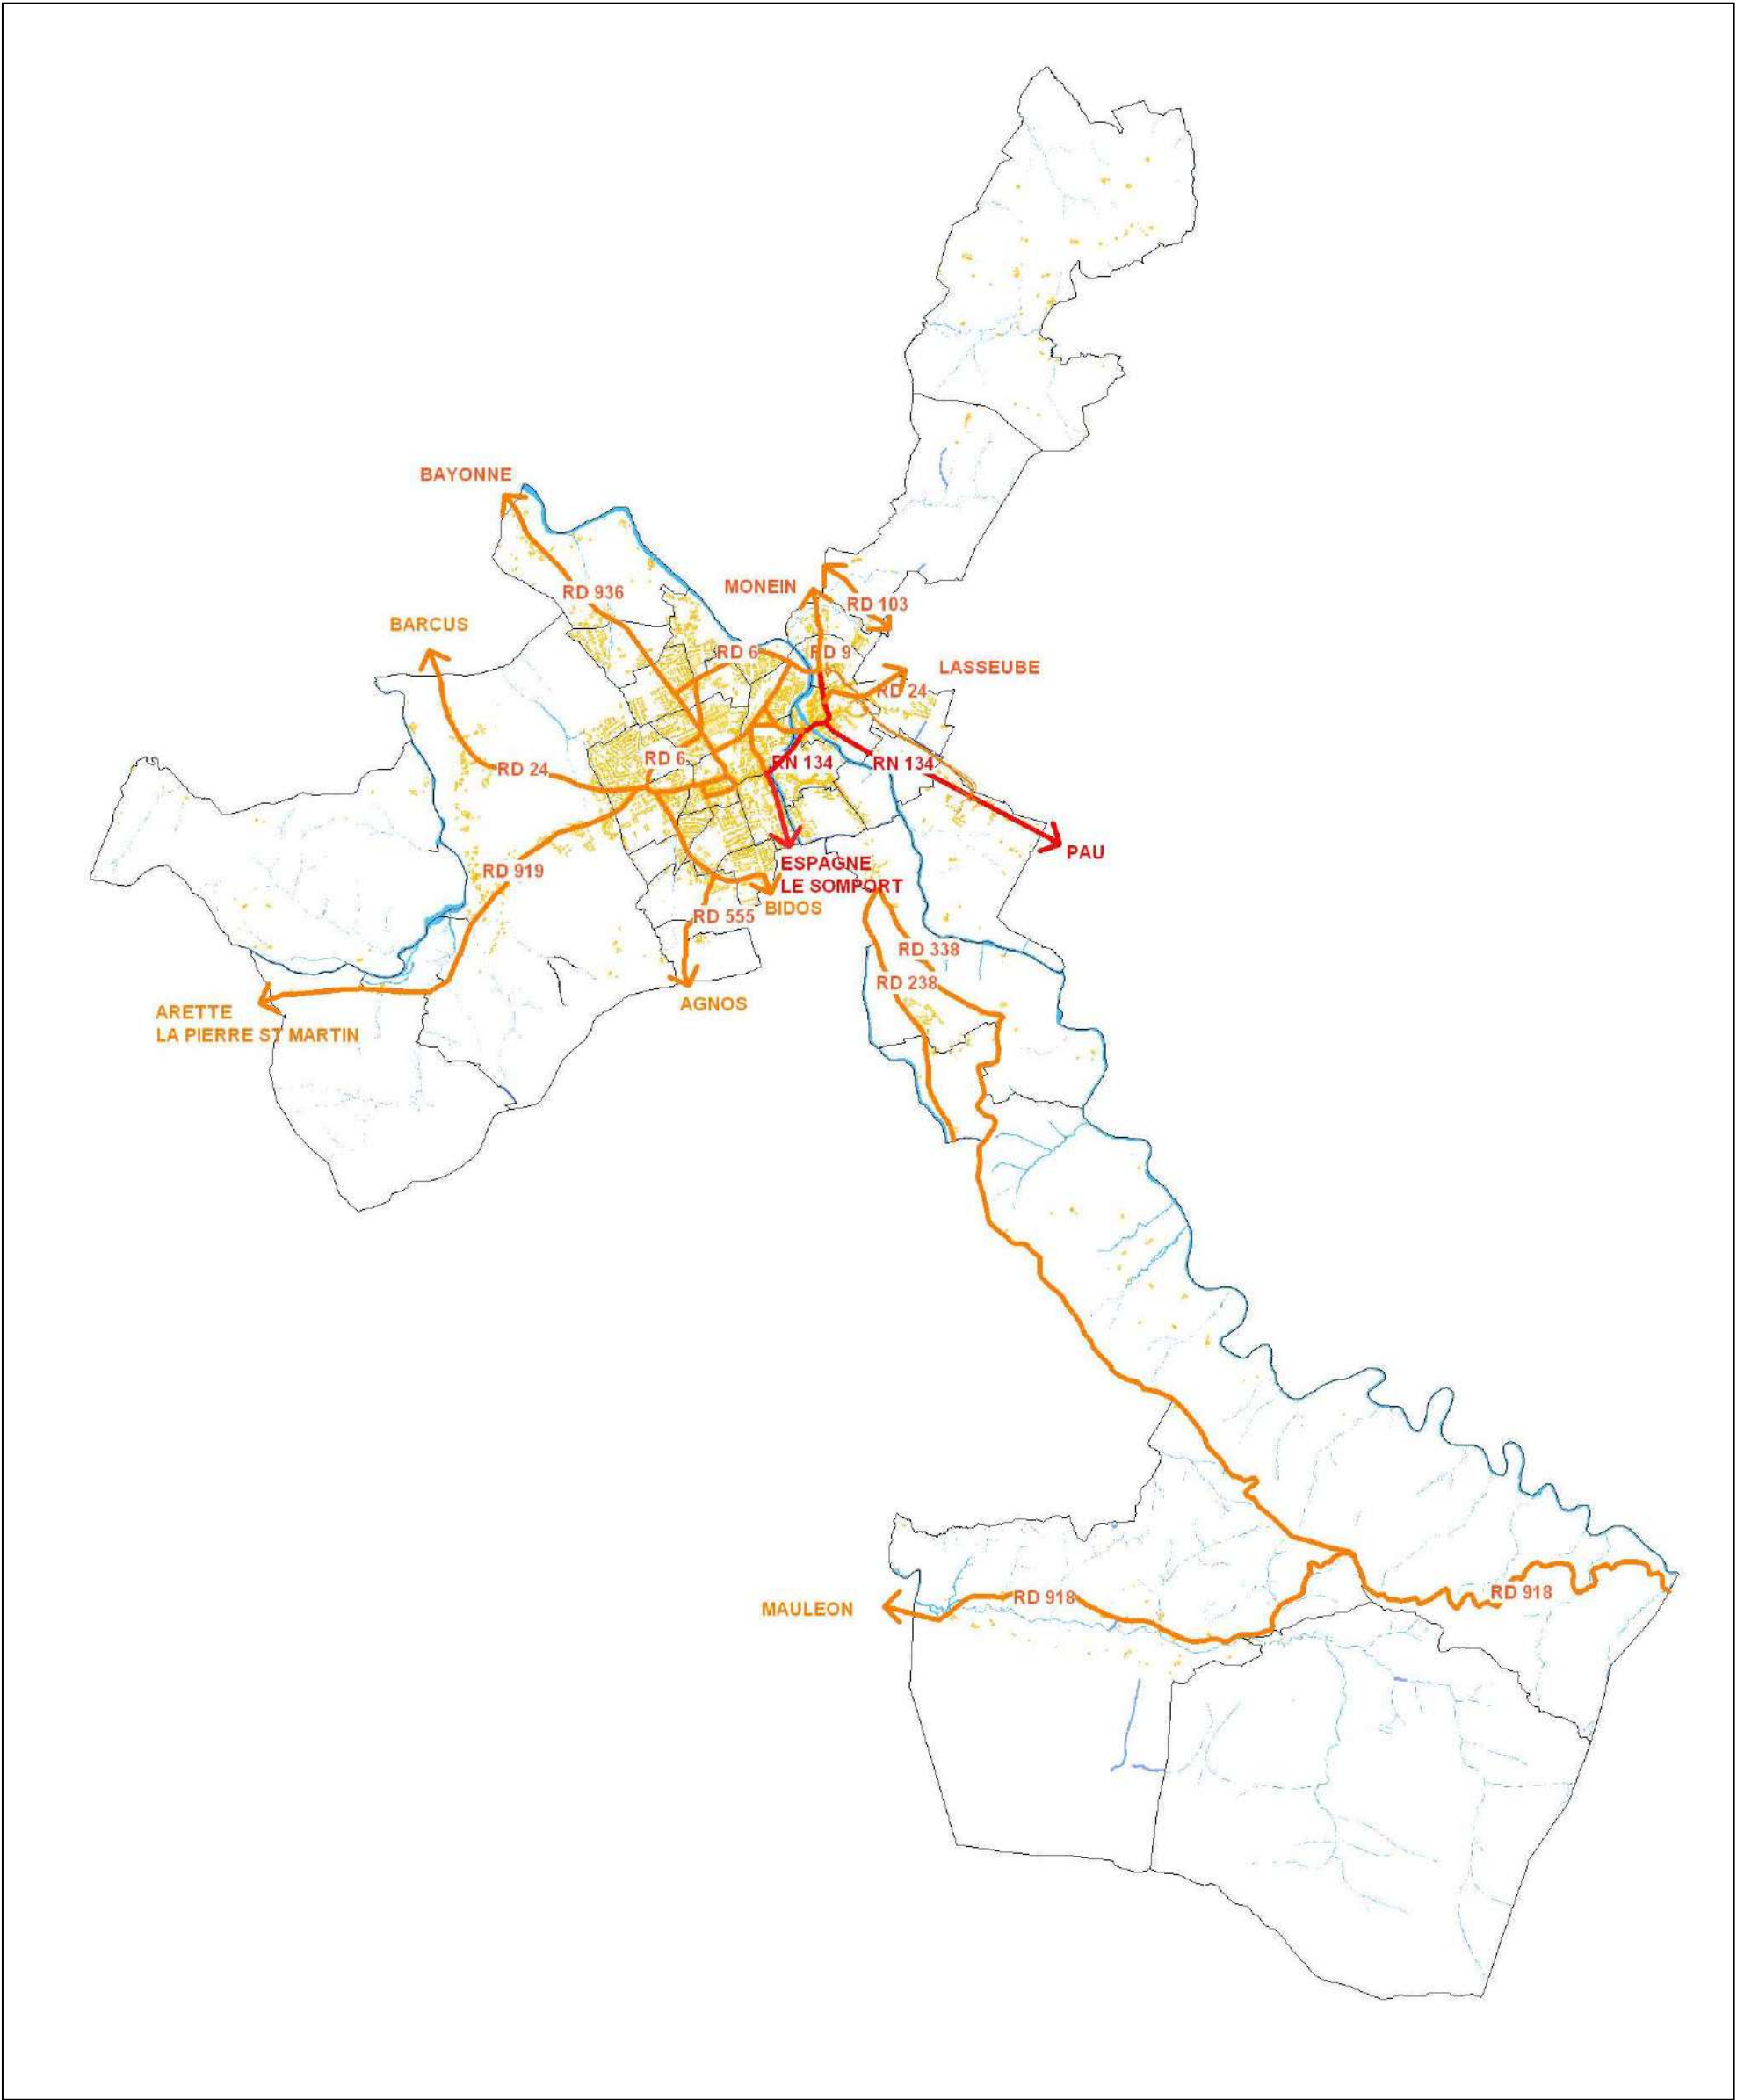 BAYONNE
MONEIN
RD 936
RD 103
BARCUS
RD 6
RD 9
LASSEUBE
RD 24
RD 6
RN 134
RN 134
RD 24
PAU
ESPAGNE
LE SOMPORT
RD 919
BIDOS
RD 555
RD 338
RD 238
AGNOS
ARETTE
LA PIERRE ST MARTIN
RD 918
RD 918
MAULEON